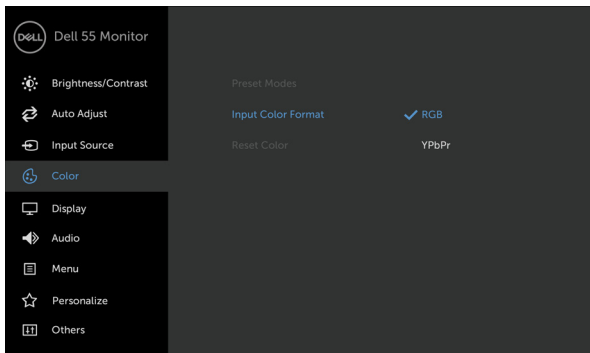 DELL
Dell 55 Monitor
Brightness/Contrast
Auto Adjust
Input Source
Color
Display
Audio
Menu
Personalize
Others
Preset Modes
Input Color Format
RGB
Reset Color
YPbPr